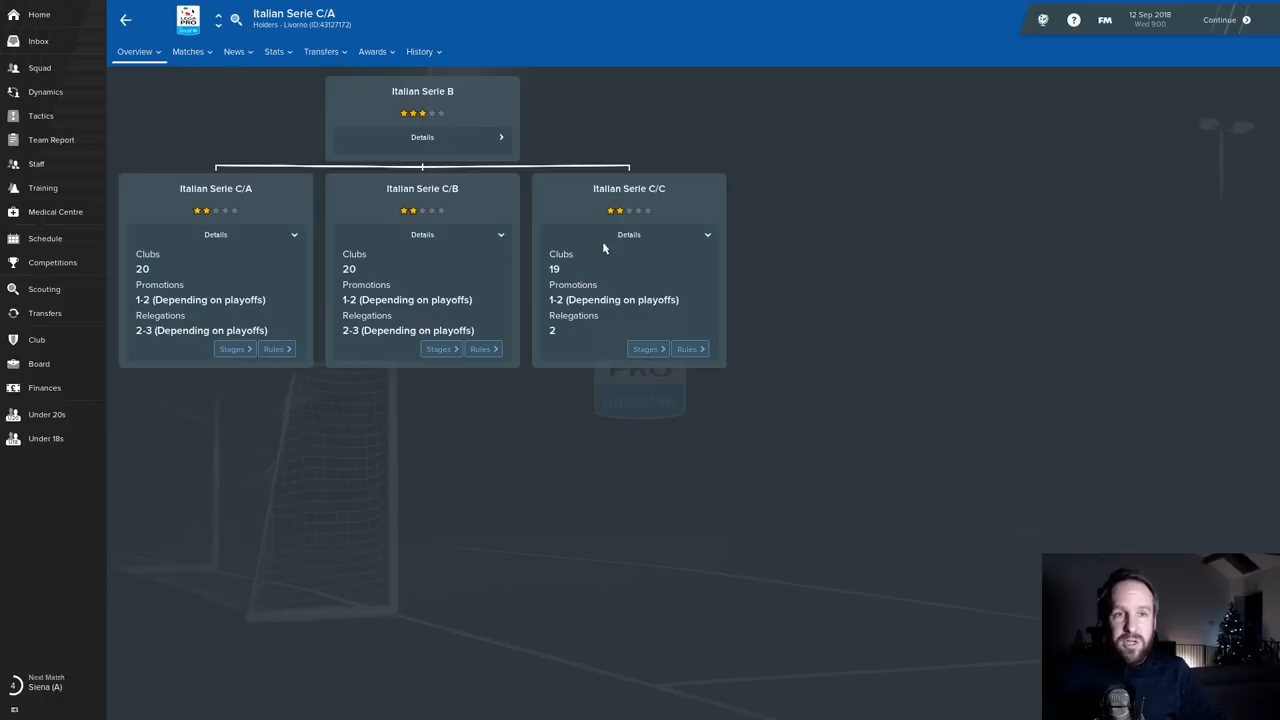 Italian Serie C/A
Holders - Livorno (ID:43127172)
12 Sep 2018
Wed 9:00
Continue
FM
Overview
Matches
News
Stats
Transfers
Awards
History
Home
Inbox
Squad
Dynamics
Tactics
Team Report
Staff
Training
Medical Centre
Schedule
Competitions
Scouting
Transfers
Club
Board
Finances
Under 20s
Under 18s
Next Match
4
Siena (A)
Italian Serie B
Details
Italian Serie C/A
Details
Clubs
20
Promotions
1-2 (Depending on playoffs)
Relegations
2-3 (Depending on playoffs)
Stages
Rules
Italian Serie C/B
Details
Clubs
20
Promotions
1-2 (Depending on playoffs)
Relegations
2-3 (Depending on playoffs)
Stages
Rules
Italian Serie C/C
Details
Clubs
19
Promotions
1-2 (Depending on playoffs)
Relegations
2
Stages
Rules
PRO